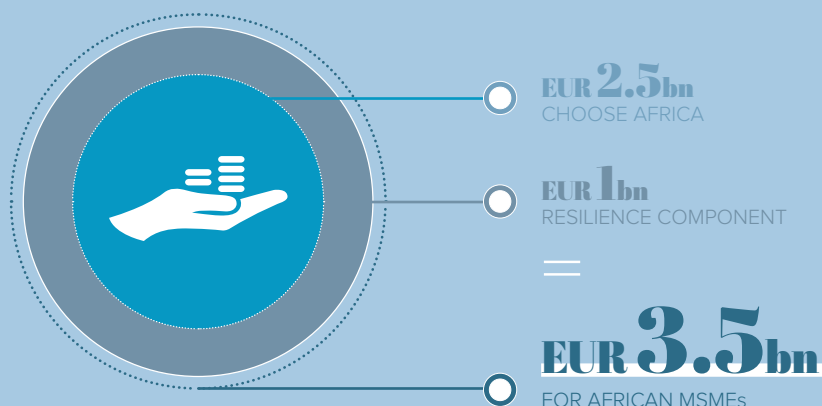 EUR 2.5bn
CHOOSE AFRICA
EUR 1bn
RESILIENCE COMPONENT
=
EUR 3.5bn
FOR AFRICAN MSMEs